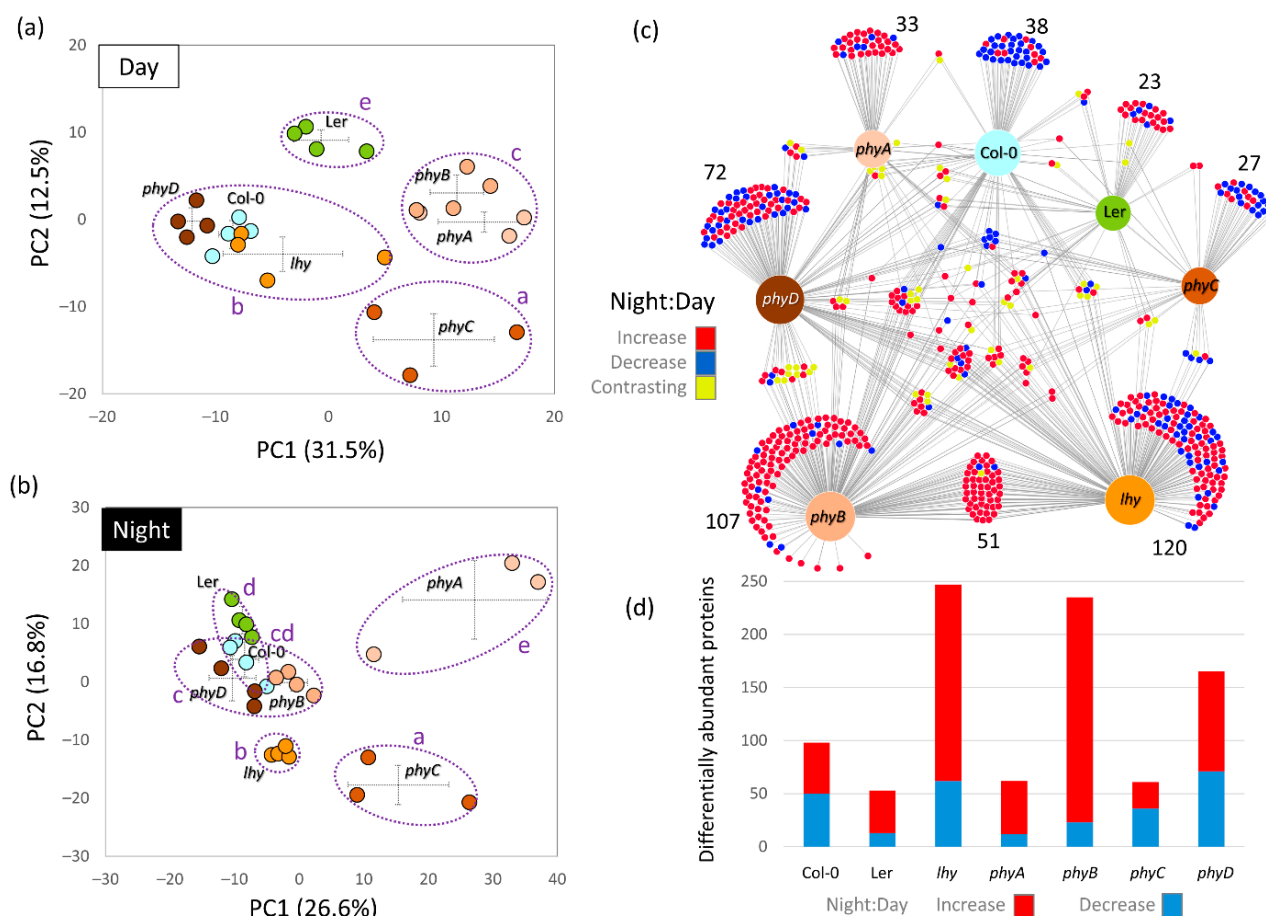 (a)
20
10
0
−10
−20
−20
−10
0
10
20
PC2 (12.5%)
PC1 (31.5%)
Day
e
Ler
c
phyB
phyA
phyD
Col-0
lhy
b
a
phyC
(b)
30
20
10
0
−10
−20
−30
−30
−20
−10
0
10
20
30
40
PC2 (16.8%)
PC1 (26.6%)
Night
Ler
d
cd
Col-0
c
phyD
phyB
phyA
e
b
lhy
a
phyC
(c)
33
38
23
27
72
phyA
Col-0
Ler
phyC
phyD
phyB
lhy
107
51
120
Night:Day
Increase
Decrease
Contrasting
(d)
Differentially abundant proteins
250
200
150
100
50
0
Col-0 Ler lhy phyA phyB phyC phyD
Night:Day Increase Decrease